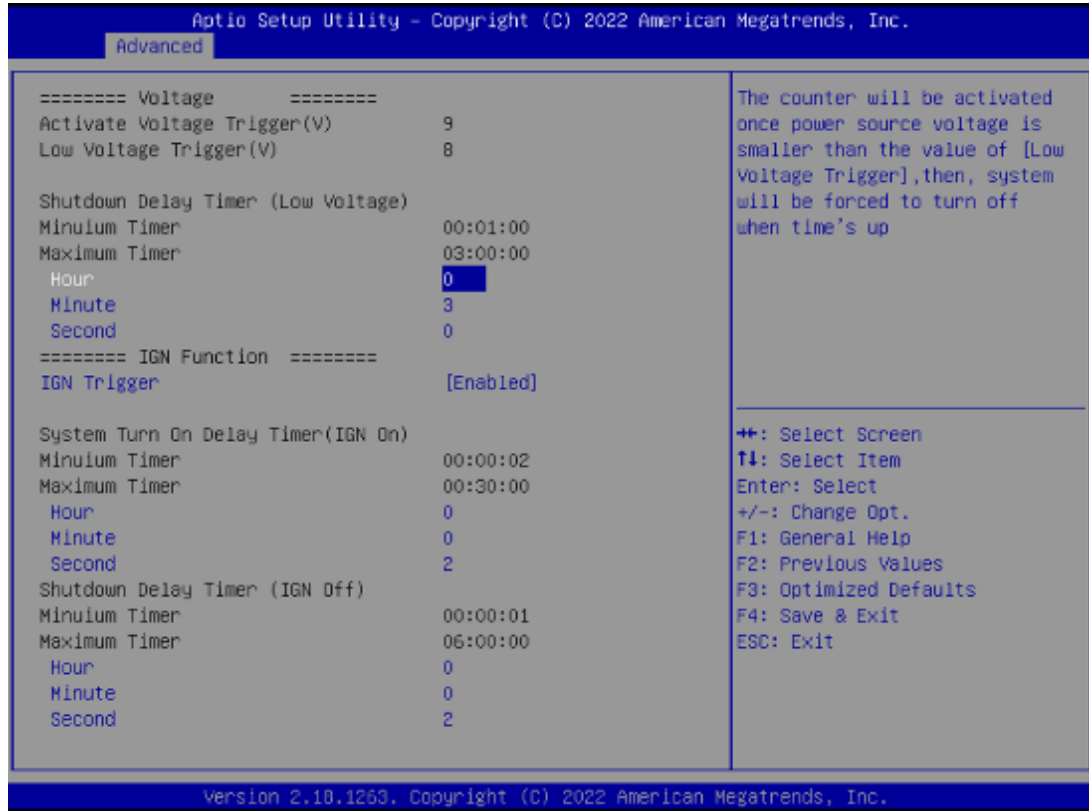 Aptio Setup Utility – Copyright (C) 2022 American Megatrends, Inc.
Advanced
======== Voltage ========
Activate Voltage Trigger(V) 9
Low Voltage Trigger(V) 8
Shutdown Delay Timer (Low Voltage)
Minuium Timer 00:01:00
Maximum Timer 03:00:00
Hour 0
Minute 3
Second 0
======== IGN Function ========
IGN Trigger [Enabled]
System Turn On Delay Timer(IGN On)
Minuium Timer 00:00:02
Maximum Timer 00:30:00
Hour 0
Minute 0
Second 2
Shutdown Delay Timer (IGN Off)
Minuium Timer 00:00:01
Maximum Timer 06:00:00
Hour 0
Minute 0
Second 2
The counter will be activated
once power source voltage is
smaller than the value of [Low
Voltage Trigger],then, system
will be forced to turn off
when time's up
→←: Select Screen
↑↓: Select Item
Enter: Select
+/-: Change Opt.
F1: General Help
F2: Previous Values
F3: Optimized Defaults
F4: Save & Exit
ESC: Exit
Version 2.18.1263. Copyright (C) 2022 American Megatrends, Inc.